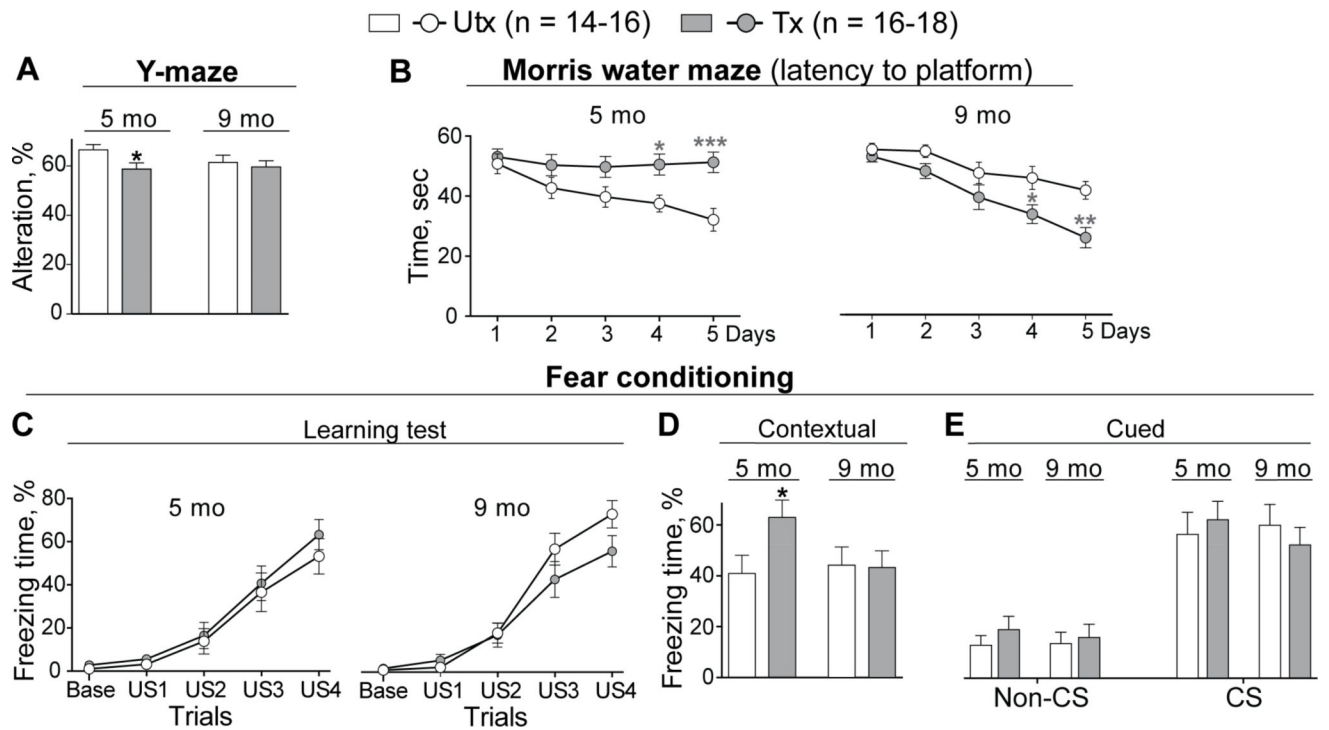 Utx (n = 14-16) Tx (n = 16-18)
A Y-maze
5 mo 9 mo
Alteration, %
60
40
20
0
*
B Morris water maze (latency to platform)
5 mo 9 mo
Time, sec
60
40
20
0
* ***
* **
1 2 3 4 5 Days
1 2 3 4 5 Days
Fear conditioning
C Learning test
5 mo 9 mo
Freezing time, %
80
60
40
20
0
Base US1 US2 US3 US4
Trials
Base US1 US2 US3 US4
Trials
D Contextual
5 mo 9 mo
*
Freezing time, %
60
40
20
0
E Cued
5 mo 9 mo 5 mo 9 mo
Non-CS CS